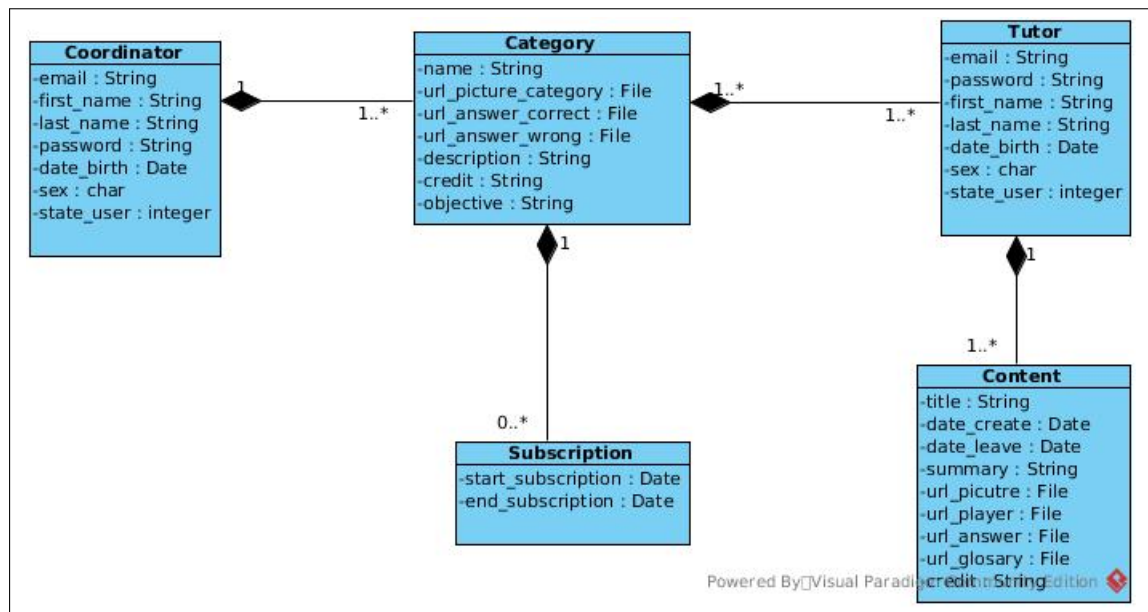 Coordinator
-email : String
-first_name : String
-last_name : String
-password : String
-date_birth : Date
-sex : char
-state_user : integer
1
1..*
Category
-name : String
-url_picture_category : File
-url_answer_correct : File
-url_answer_wrong : File
-description : String
-credit : String
-objective : String
1..*
1..*
Tutor
-email : String
-password : String
-first_name : String
-last_name : String
-date_birth : Date
-sex : char
-state_user : integer
1
0..*
Subscription
-start_subscription : Date
-end_subscription : Date
1
1..*
Content
-title : String
-date_create : Date
-date_leave : Date
-summary : String
-url_picutre : File
-url_player : File
-url_answer : File
-url_glosary : File
-credit : String
Powered By Visual Paradigm Community Edition